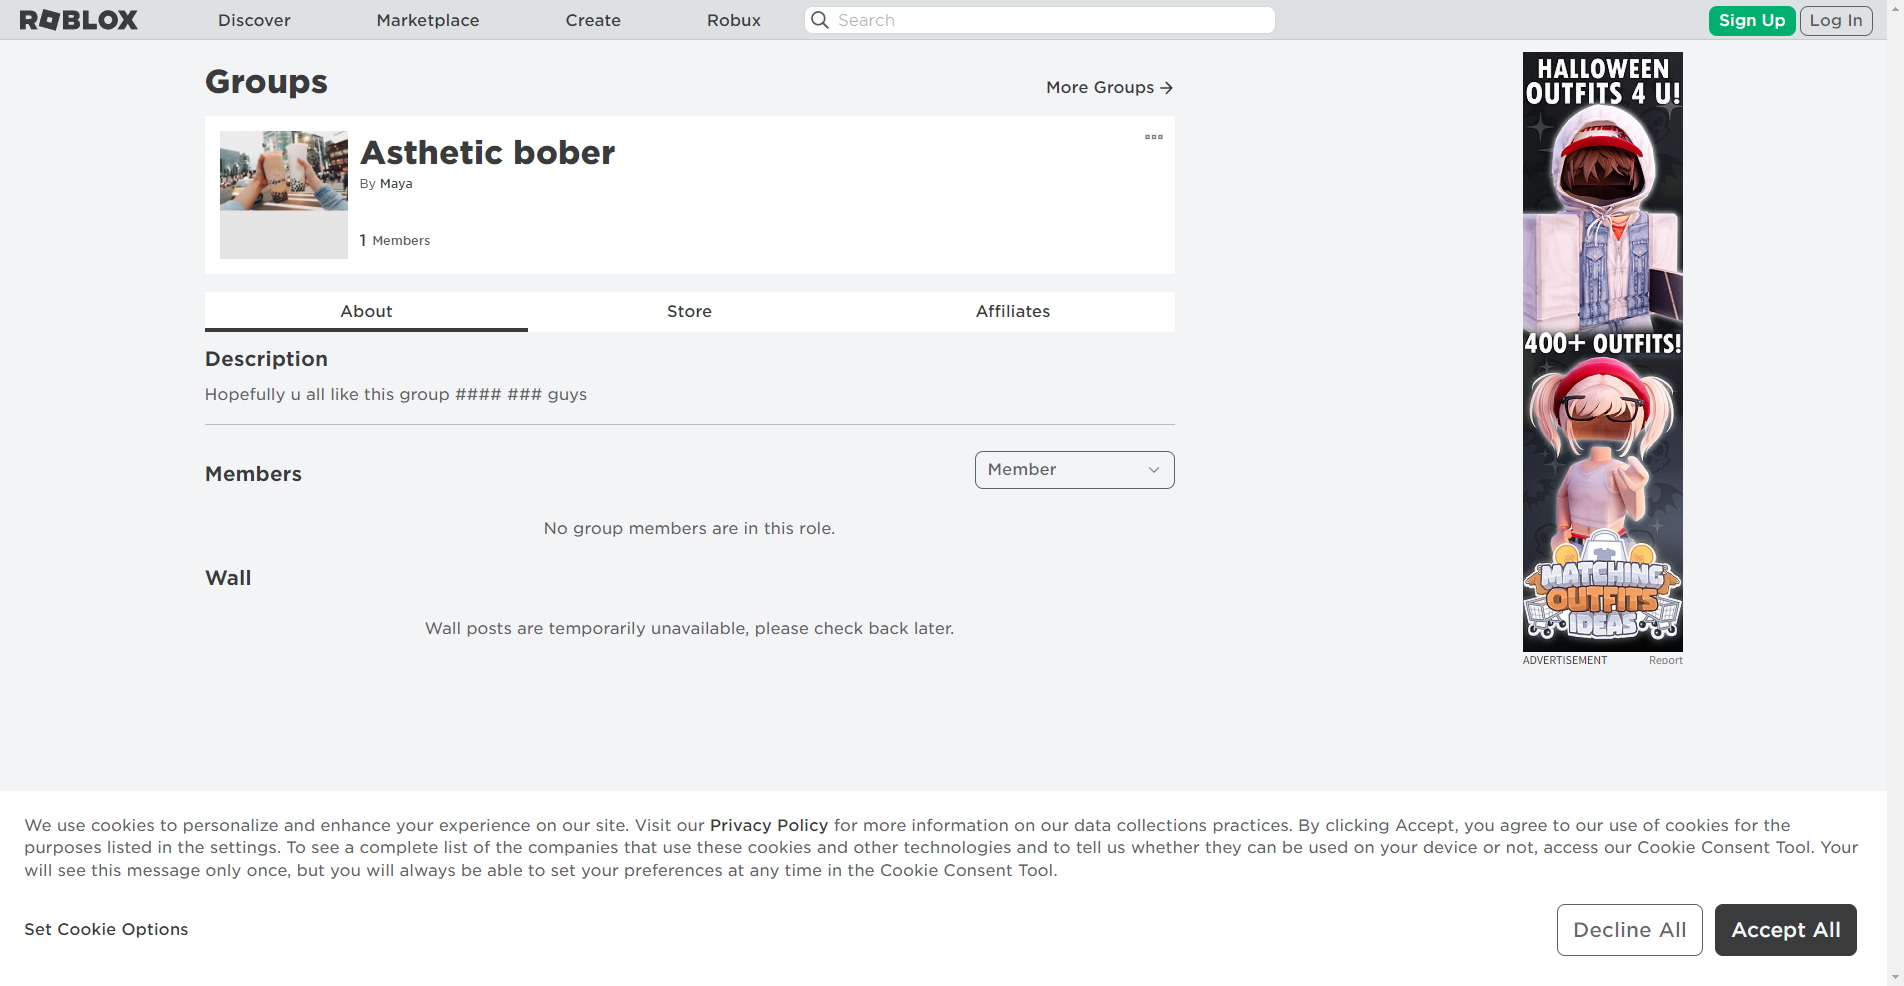 ROBLOX
Discover
Marketplace
Create
Robux
Search
Sign Up
Log In
Groups
More Groups
Asthetic bober
By Maya
1 Members
About
Store
Affiliates
Description
Hopefully u all like this group #### ### guys
Members
Member
No group members are in this role.
Wall
Wall posts are temporarily unavailable, please check back later.
HALLOWEEN
OUTFITS 4 U!
400+ OUTFITS!
MATCHING
OUTFITS
IDEAS
ADVERTISEMENT
Report
We use cookies to personalize and enhance your experience on our site. Visit our Privacy Policy for more information on our data collections practices. By clicking Accept, you agree to our use of cookies for the
purposes listed in the settings. To see a complete list of the companies that use these cookies and other technologies and to tell us whether they can be used on your device or not, access our Cookie Consent Tool. Your
will see this message only once, but you will always be able to set your preferences at any time in the Cookie Consent Tool.
Set Cookie Options
Decline All
Accept All